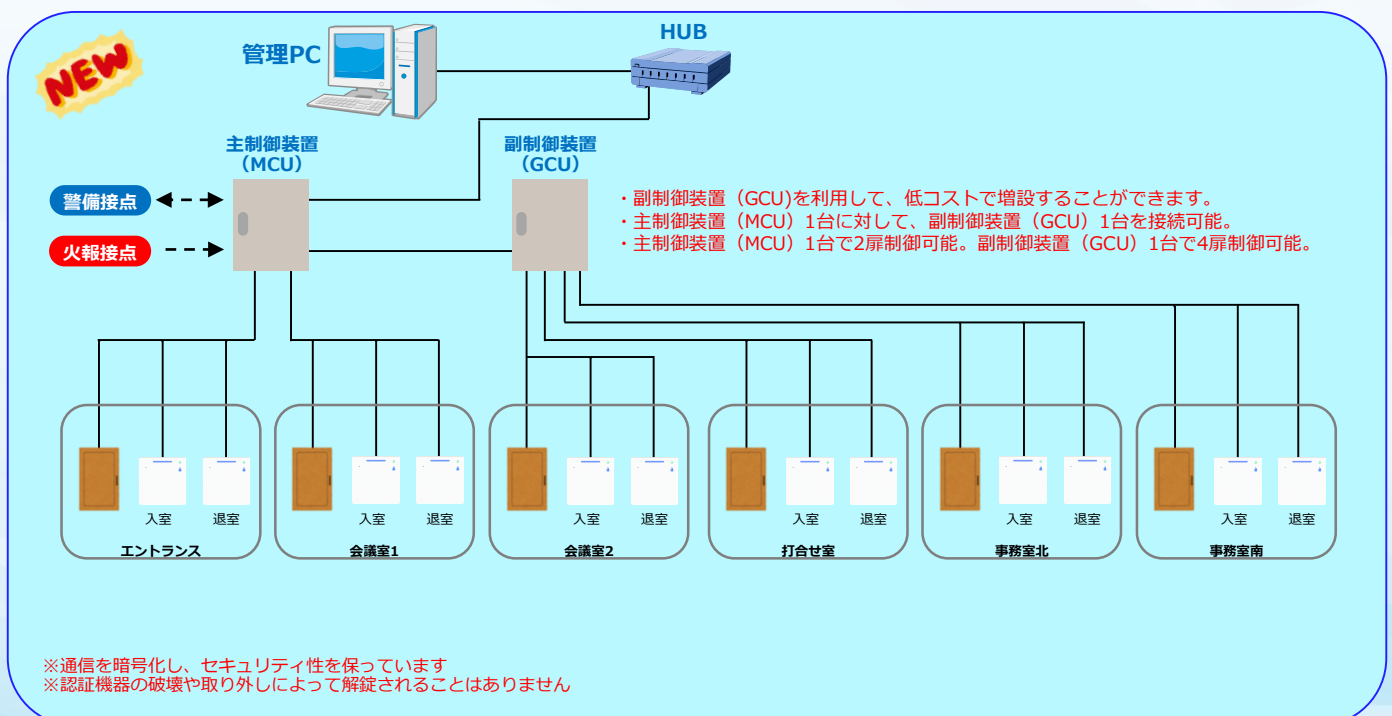 NEW
管理PC
HUB
主制御装置
（MCU）
副制御装置
（GCU）
警備接点
火報接点
・副制御装置（GCU)を利用して、低コストで増設することができます。
・主制御装置（MCU）1台に対して、副制御装置（GCU）1台を接続可能。
・主制御装置（MCU）1台で2扉制御可能。副制御装置（GCU）1台で4扉制御可能。
入室 退室
エントランス
入室 退室
会議室1
入室 退室
会議室2
入室 退室
打合せ室
入室 退室
事務室北
入室 退室
事務室南
※通信を暗号化し、セキュリティ性を保っています
※認証機器の破壊や取り外しによって解錠されることはありません